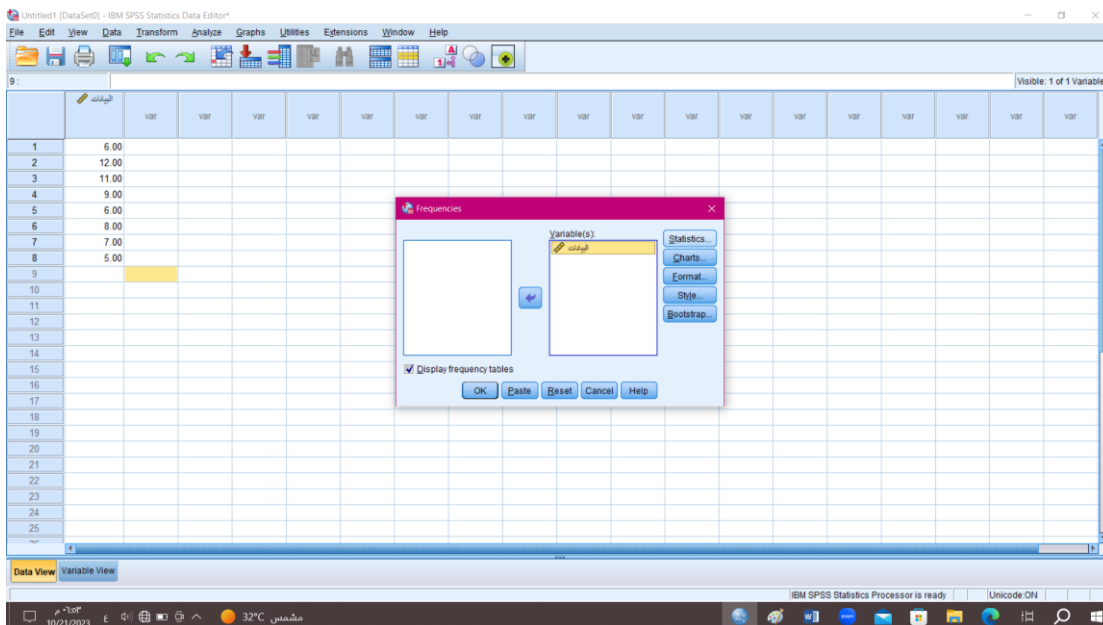 Untitled1 [DataSet0] - IBM SPSS Statistics Data Editor*
File Edit View Data Transform Analyze Graphs Utilities Extensions Window Help
9 :
Visible: 1 of 1 Variable
البيانات var var var var var var var var var var var var var var var var var var
1 6.00
2 12.00
3 11.00
4 9.00
5 6.00
6 8.00
7 7.00
8 5.00
9
10
11
12
13
14
15
16
17
18
19
20
21
22
23
24
25
26
Frequencies
Variable(s):
البيانات
Statistics...
Charts...
Format...
Style...
Bootstrap...
Display frequency tables
OK Paste Reset Cancel Help
Data View Variable View
IBM SPSS Statistics Processor is ready Unicode:ON
٠٦:٥٣ م
10/21/2023
ع
32°C مشمس